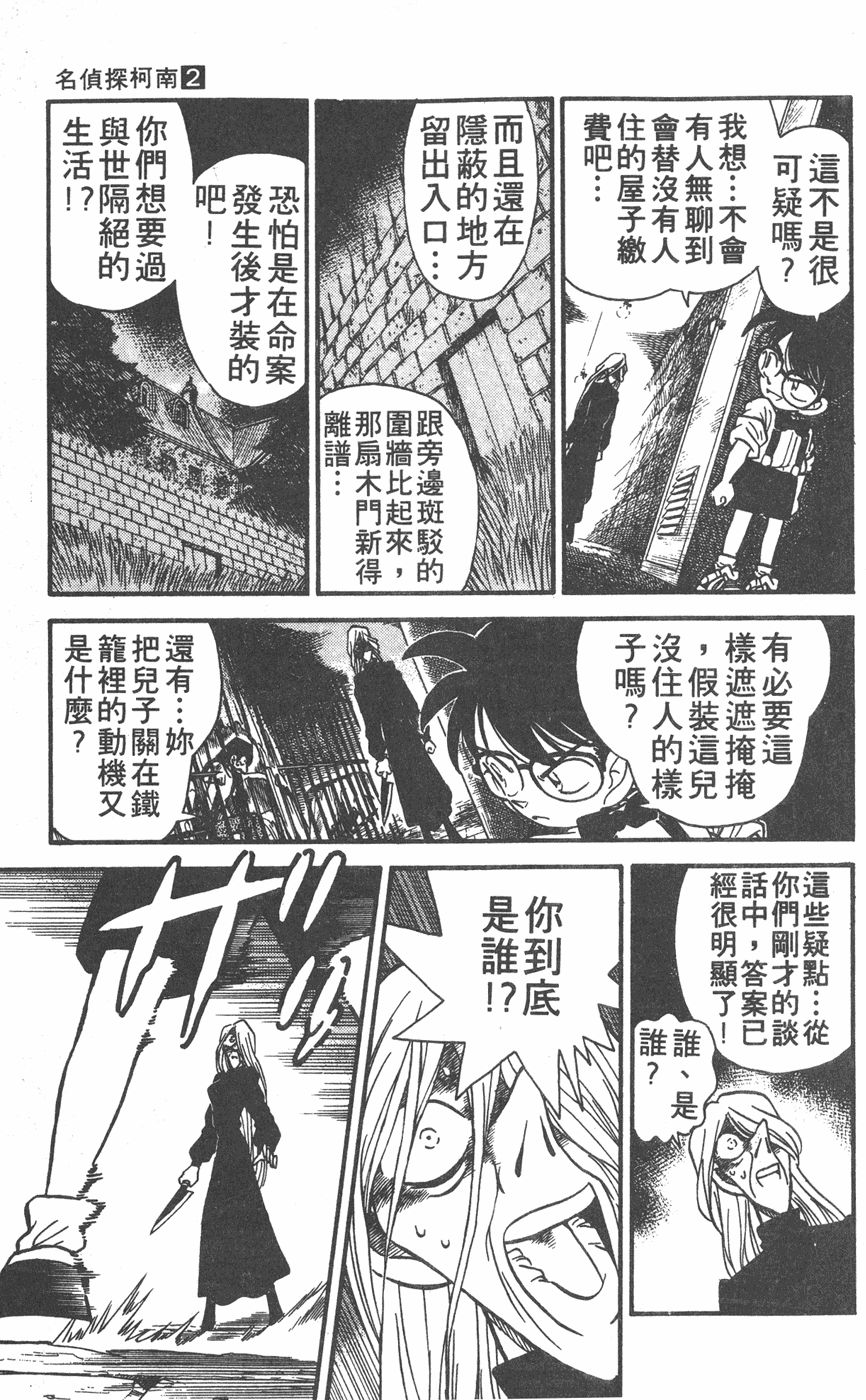 名偵探柯南2
這不是很
可疑嗎?
我想…不會
有人無聊到
會替沒有人
住的屋子繳
費吧…
而且還在
隱蔽的地方
留出入口…
跟旁邊斑駁的
圍牆比起來,
那扇木門新得
離譜…
恐怕是在命案
發生後才裝的
吧!
你們想要過
與世隔絕的
生活!?
有必要這
樣遮遮掩掩
,假裝這兒
沒住人的樣
子嗎?
還有…妳
把兒子關在鐵
籠裡的動機又
是什麼?
這些疑點…從
你們剛才的談
話中,答案已
經很明顯了!
誰、是
誰?
你到底
是誰!?
ザッ